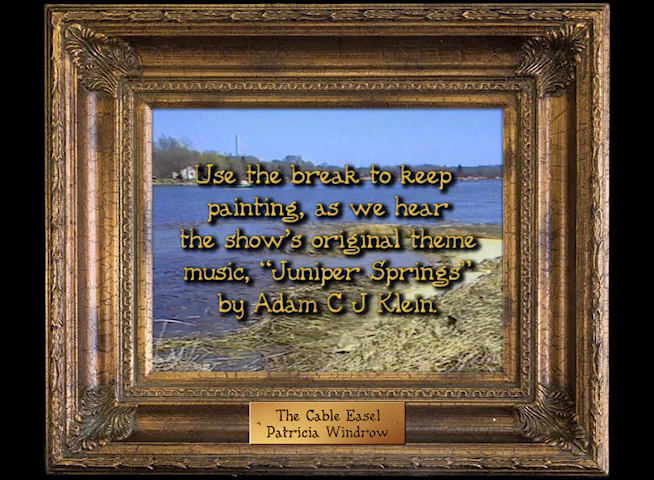 Use the break to keep
painting, as we hear
the show's original theme
music, “Juniper Springs”
by Adam C J Klein.
The Cable Easel
Patricia Windrow